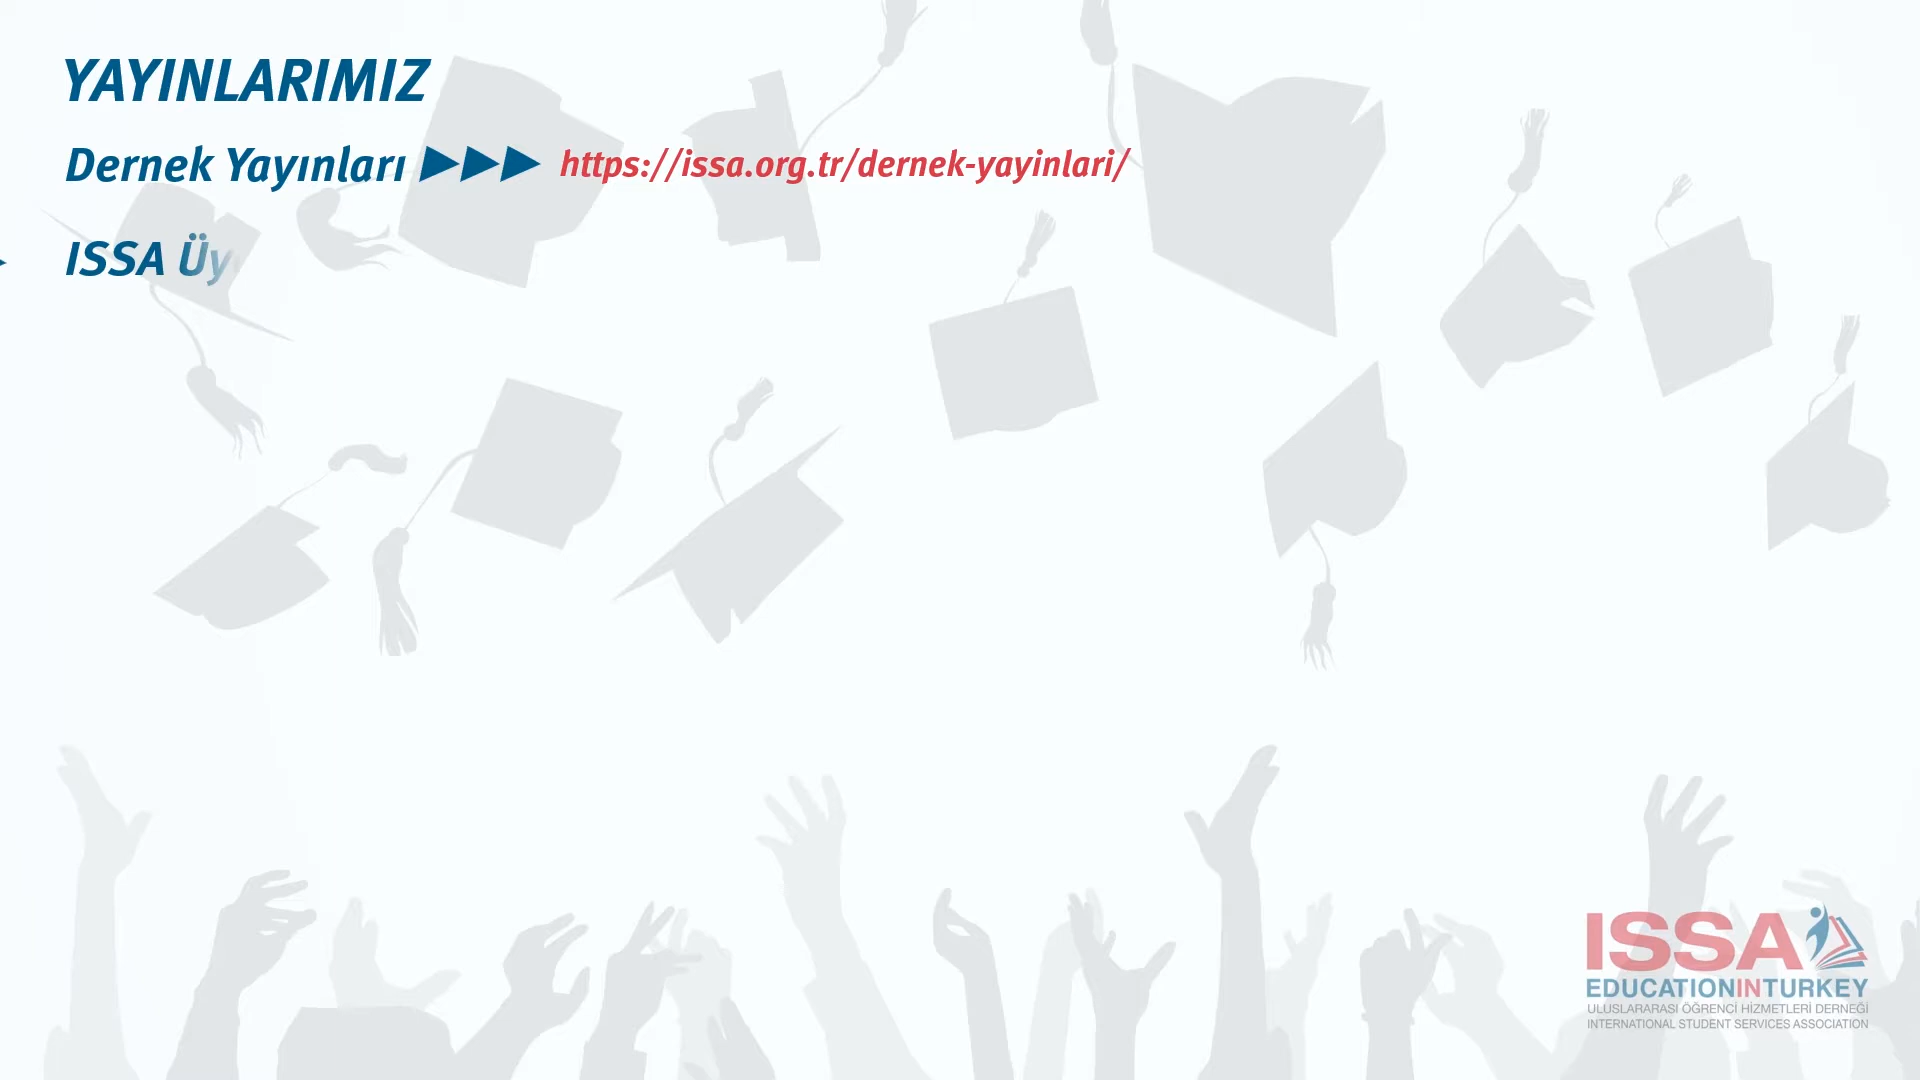 YAYINLARIMIZ
Dernek Yayınları ▶▶▶ https://issa.org.tr/dernek-yayinlari/
ISSA Üy
ISSA
EDUCATIONINTURKEY
ULUSLARARASI ÖĞRENCİ HİZMETLERİ DERNEĞİ
INTERNATIONAL STUDENT SERVICES ASSOCIATION